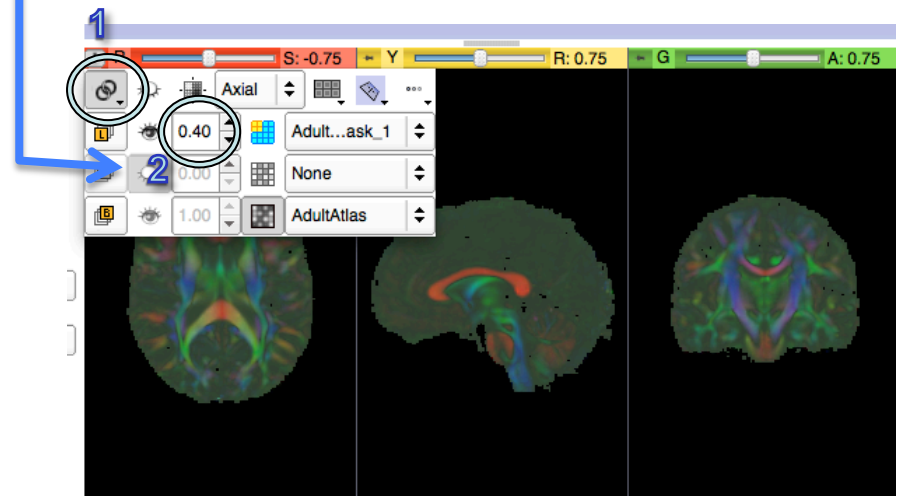 1
R S: -0.75 Y R: 0.75 G A: 0.75
Axial
L 0.40 Adult...ask_1
2 0.00 None
B 1.00 AdultAtlas